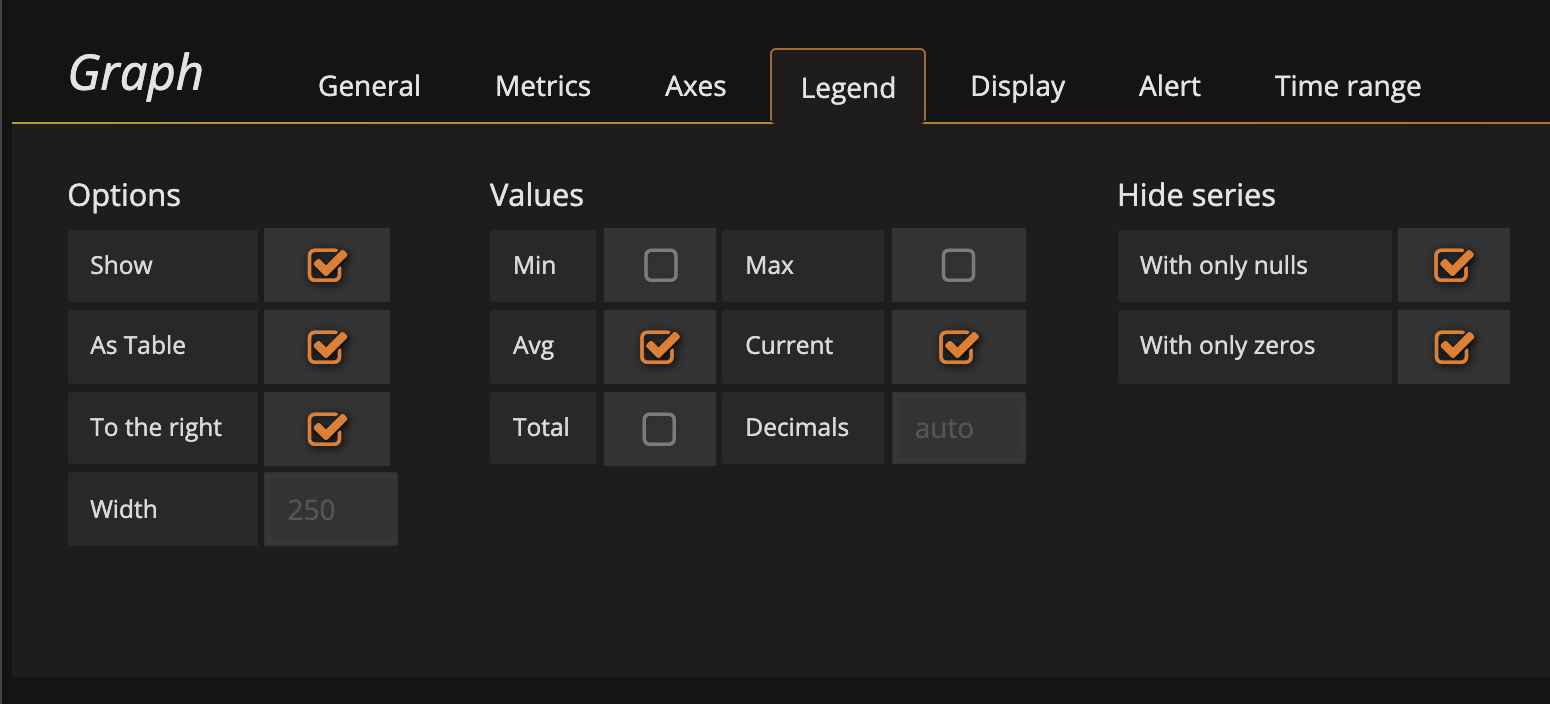 Graph General Metrics Axes Legend Display Alert Time range
Options Values Hide series
Show Min Max With only nulls
As Table Avg Current With only zeros
To the right Total Decimals auto
Width 250